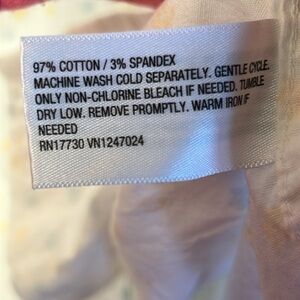 97% COTTON / 3% SPANDEX
MACHINE WASH COLD SEPARATELY. GENTLE CYCLE.
ONLY NON-CHLORINE BLEACH IF NEEDED. TUMBLE
DRY LOW. REMOVE PROMPTLY. WARM IRON IF
NEEDED
RN17730 VN1247024